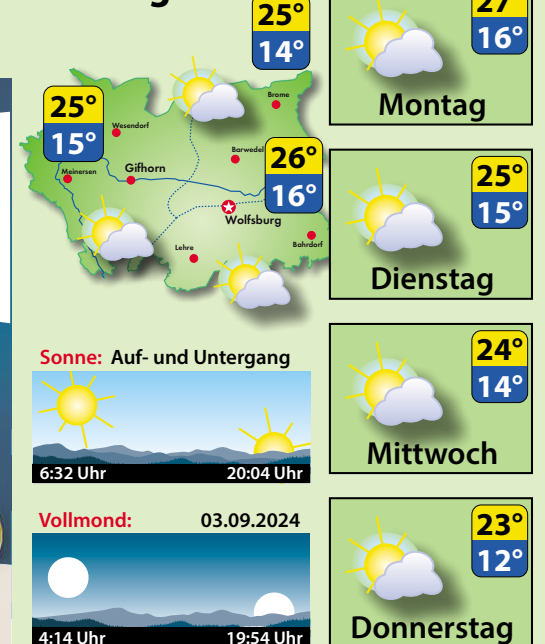 25°
14°
25°
15°
Wesendorf
Brome
Barwedel
Meinersen
Gifhorn
26°
16°
Wolfsburg
Lehre
Bahrdorf
Sonne: Auf- und Untergang
6:32 Uhr 20:04 Uhr
Vollmond: 03.09.2024
4:14 Uhr 19:54 Uhr
27°
16°
Montag
25°
15°
Dienstag
24°
14°
Mittwoch
23°
12°
Donnerstag